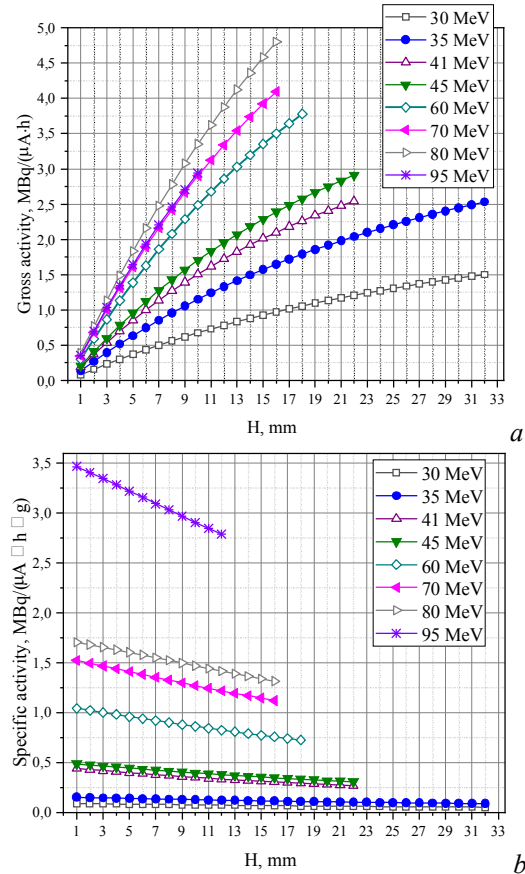 30 MeV
35 MeV
41 MeV
45 MeV
60 MeV
70 MeV
80 MeV
95 MeV
Gross activity, MBq/(μA·h)
5,0
4,5
4,0
3,5
3,0
2,5
2,0
1,5
1,0
0,5
0,0
1 3 5 7 9 11 13 15 17 19 21 23 25 27 29 31 33
H, mm
a
30 MeV
35 MeV
41 MeV
45 MeV
60 MeV
70 MeV
80 MeV
95 MeV
Specific activity, MBq/(μA □ h □ g)
3,5
3,0
2,5
2,0
1,5
1,0
0,5
0,0
1 3 5 7 9 11 13 15 17 19 21 23 25 27 29 31 33
H, mm
b